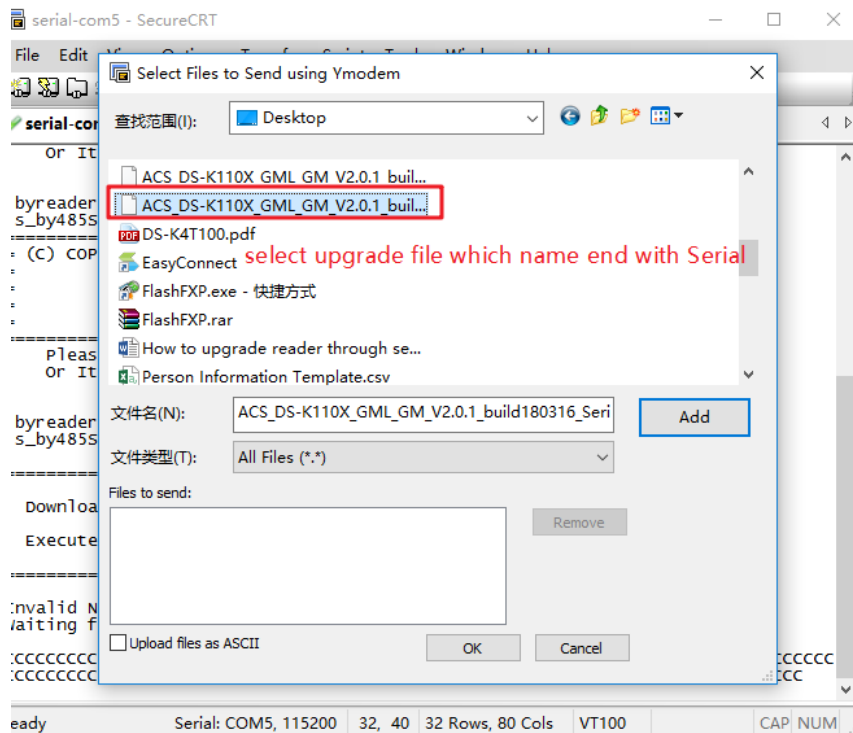 serial-com5 - SecureCRT
File Edit
Select Files to Send using Ymodem
serial-cor
查找范围(I):
Desktop
Or It
ACS_DS-K110X_GML_GM_V2.0.1_buil...
byreader
ACS_DS-K110X_GML_GM_V2.0.1_buil...
s_by485S
DS-K4T100.pdf
(C) COP
EasyConnect
select upgrade file which name end with Serial
FlashFXP.exe - 快捷方式
FlashFXP.rar
Pleas
How to upgrade reader through se...
Or It
Person Information Template.csv
byreader
文件名(N):
ACS_DS-K110X_GML_GM_V2.0.1_build180316_Seri
Add
s_by485S
文件类型(T):
All Files (*.*)
Files to send:
Downloa
Remove
Execute
Invalid N
Waiting f
Upload files as ASCII
OK
Cancel
CCCCCCCCC
CCCCC
CCCCCCCCC
CCC
eady
Serial: COM5, 115200
32, 40
32 Rows, 80 Cols
VT100
CAP NUM